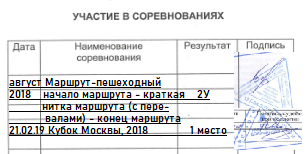 УЧАСТИЕ В СОРЕВНОВАНИЯХ
Дата Наименование соревнования Результат Подпись
август Маршрут-пешеходный
2018 начало маршрута - краткая 2У
нитка маршрута (с пере-
валами) - конец маршрута
21.02.19 Кубок Москвы, 2018 1 место